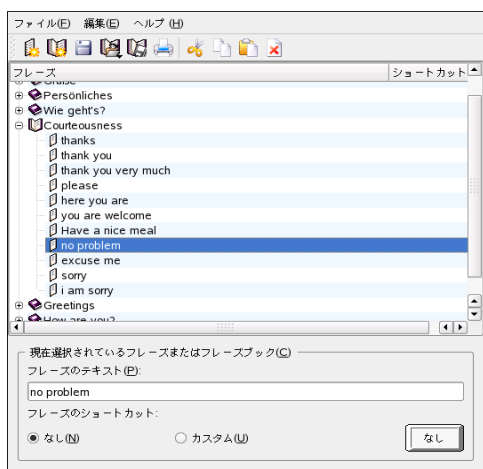 ファイル(F) 編集(E) ヘルプ(H)
フレーズ ショートカット
Grüße
Persönliches
Wie geht's?
Courteousness
thanks
thank you
thank you very much
please
here you are
you are welcome
Have a nice meal
no problem
excuse me
sorry
i am sorry
Greetings
How are you?
現在選択されているフレーズまたはフレーズブック(C)
フレーズのテキスト(P):
no problem
フレーズのショートカット:
なし(N) カスタム(U) なし